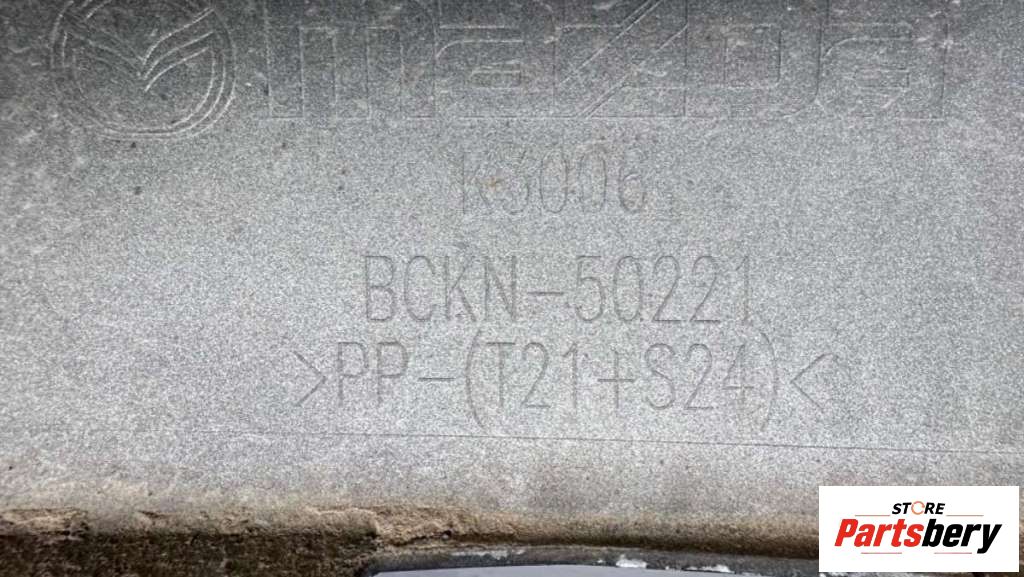 mazda
K3006
BCKN-50221
>PP-(T21+S24)<
STORE
Partsbery